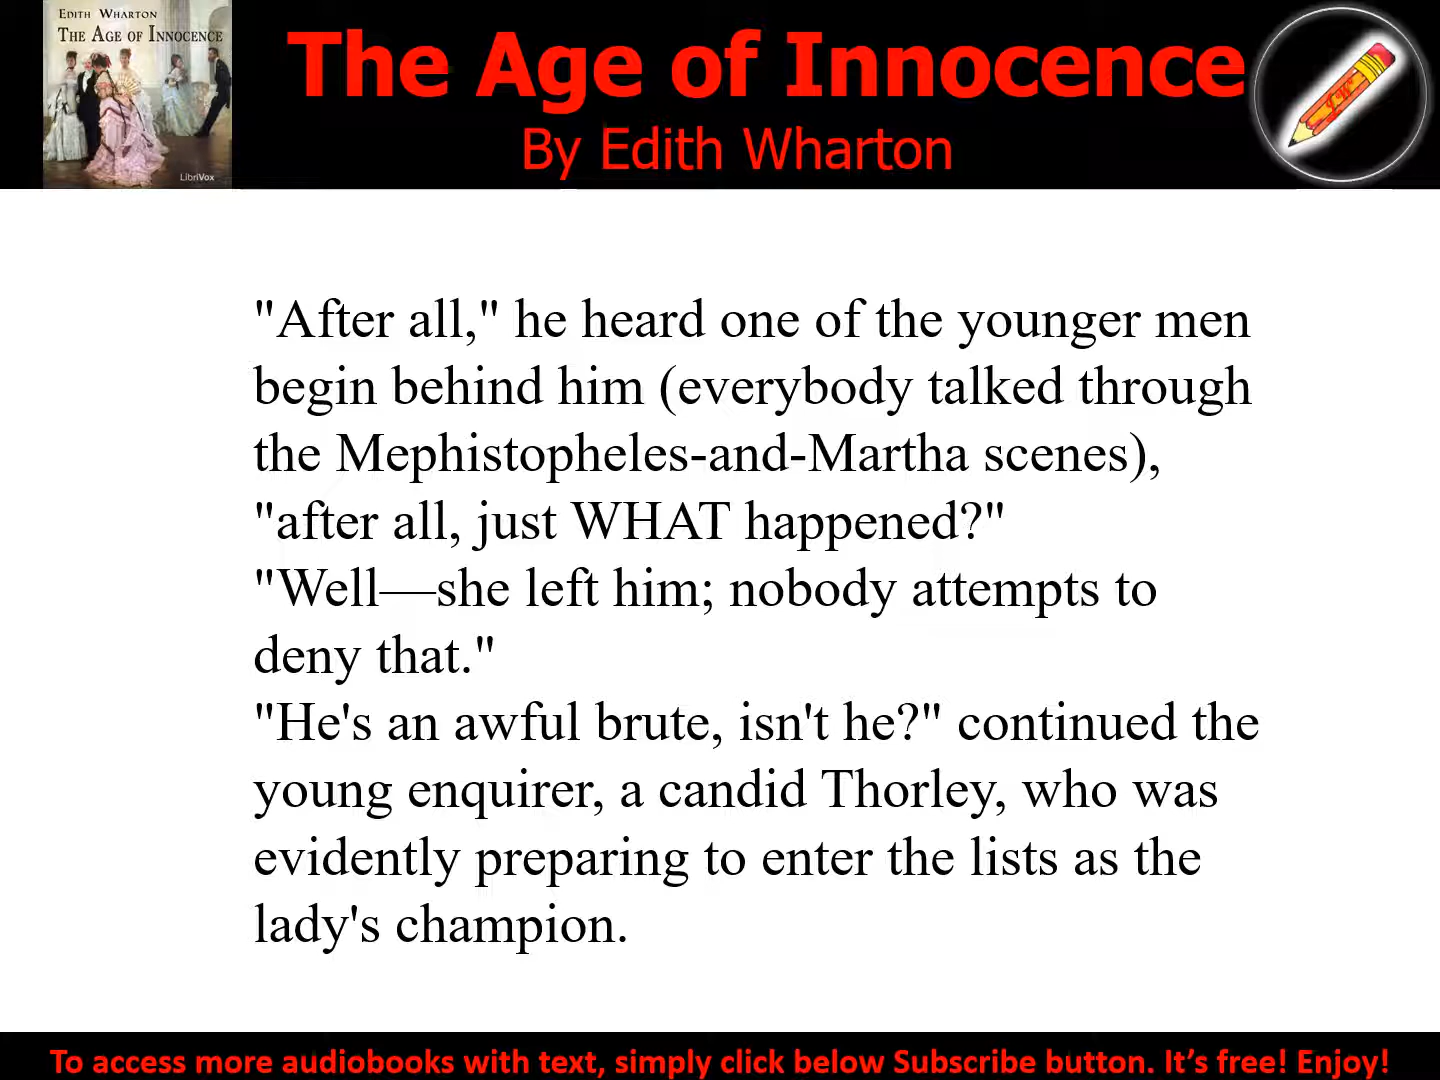 EDITH WHARTON
THE AGE OF INNOCENCE
LibriVox
The Age of Innocence
By Edith Wharton
"After all," he heard one of the younger men
begin behind him (everybody talked through
the Mephistopheles-and-Martha scenes),
"after all, just WHAT happened?"
"Well—she left him; nobody attempts to
deny that."
"He's an awful brute, isn't he?" continued the
young enquirer, a candid Thorley, who was
evidently preparing to enter the lists as the
lady's champion.
To access more audiobooks with text, simply click below Subscribe button. It’s free! Enjoy!